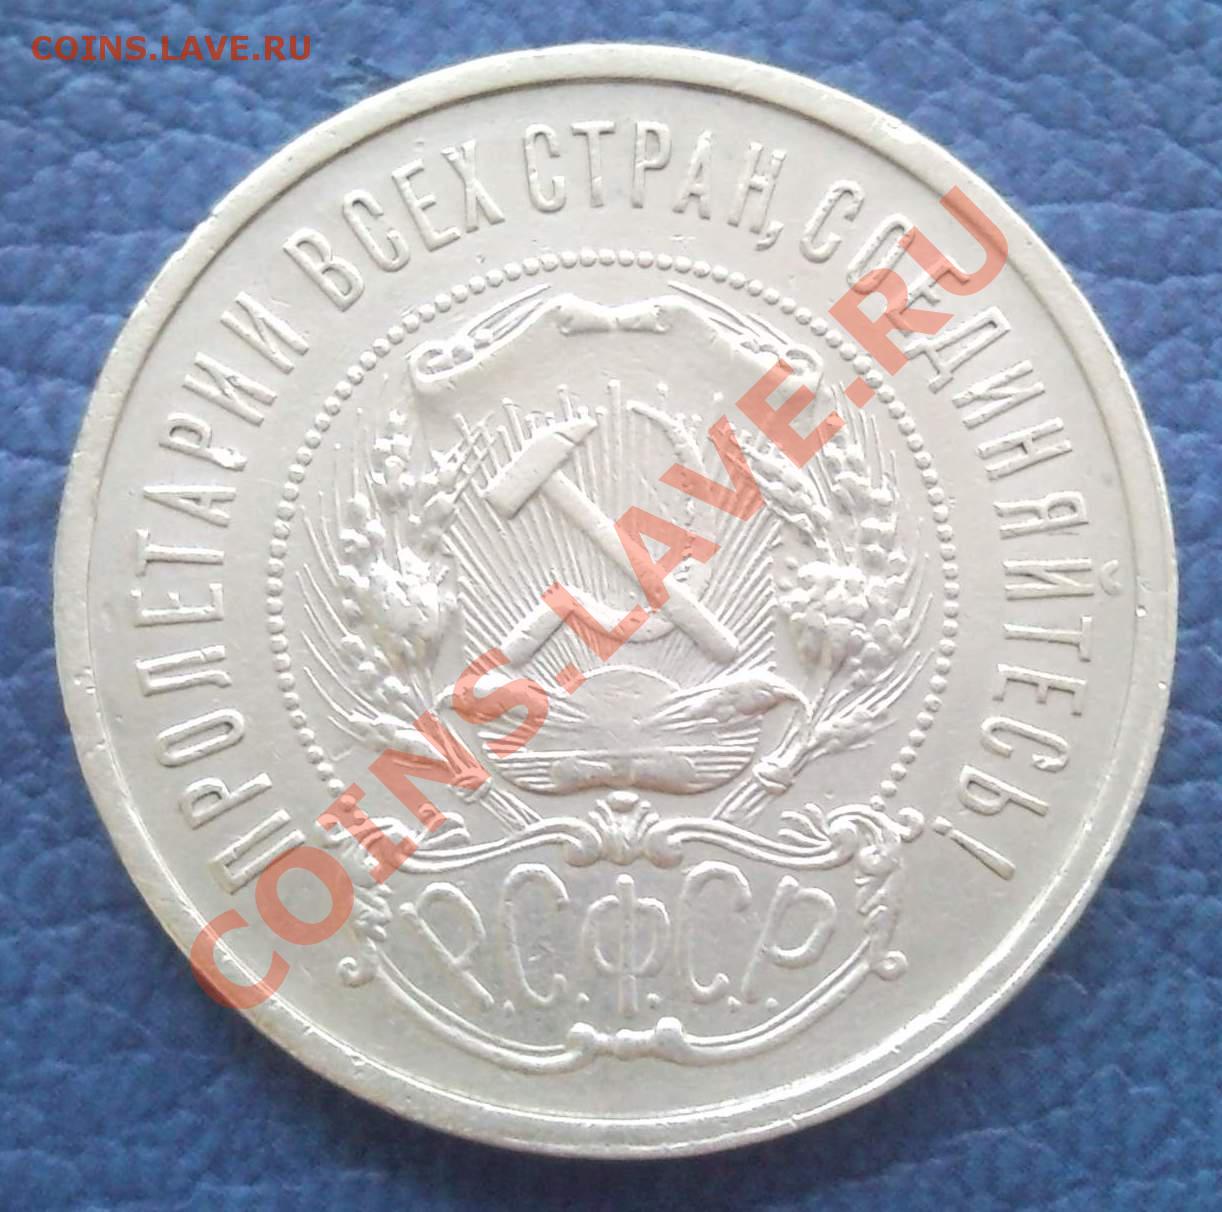 COINS.LAVE.RU
ПРОЛЕТАРИИ ВСЕХ СТРАН, СОЕДИНЯЙТЕСЬ!
COINS.LAVE.RU
Р.С.Ф.С.Р.